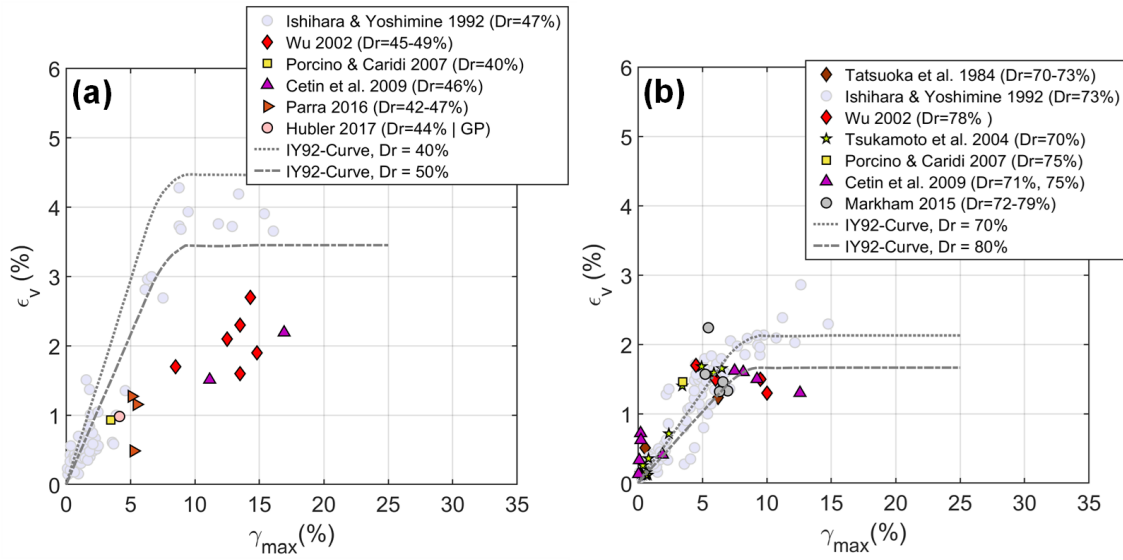 (a)
Ishihara & Yoshimine 1992 (Dr=47%)
Wu 2002 (Dr=45-49%)
Porcino & Caridi 2007 (Dr=40%)
Cetin et al. 2009 (Dr=46%)
Parra 2016 (Dr=42-47%)
Hubler 2017 (Dr=44% | GP)
IY92-Curve, Dr = 40%
IY92-Curve, Dr = 50%
6
5
4
3
2
1
0
ϵv (%)
0 5 10 15 20 25 30 35
γmax(%)
(b)
Tatsuoka et al. 1984 (Dr=70-73%)
Ishihara & Yoshimine 1992 (Dr=73%)
Wu 2002 (Dr=78% )
Tsukamoto et al. 2004 (Dr=70%)
Porcino & Caridi 2007 (Dr=75%)
Cetin et al. 2009 (Dr=71%, 75%)
Markham 2015 (Dr=72-79%)
IY92-Curve, Dr = 70%
IY92-Curve, Dr = 80%
6
5
4
3
2
1
0
ϵv (%)
0 5 10 15 20 25 30 35
γmax(%)